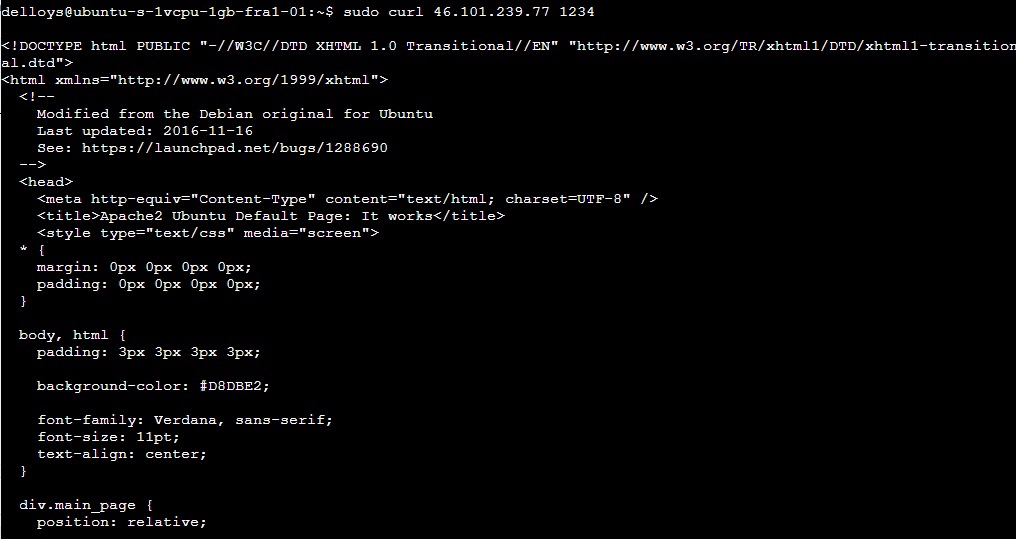 delloys@ubuntu-s-1vcpu-1gb-fra1-01:~$ sudo curl 46.101.239.77 1234
<!DOCTYPE html PUBLIC "-//W3C//DTD XHTML 1.0 Transitional//EN" "http://www.w3.org/TR/xhtml1/DTD/xhtml1-transition
al.dtd">
<html xmlns="http://www.w3.org/1999/xhtml">
  <!--
    Modified from the Debian original for Ubuntu
    Last updated: 2016-11-16
    See: https://launchpad.net/bugs/1288690
  -->
  <head>
    <meta http-equiv="Content-Type" content="text/html; charset=UTF-8" />
    <title>Apache2 Ubuntu Default Page: It works</title>
    <style type="text/css" media="screen">
  * {
    margin: 0px 0px 0px 0px;
    padding: 0px 0px 0px 0px;
  }
  body, html {
    padding: 3px 3px 3px 3px;
    background-color: #D8DBE2;
    font-family: Verdana, sans-serif;
    font-size: 11pt;
    text-align: center;
  }
  div.main_page {
    position: relative;